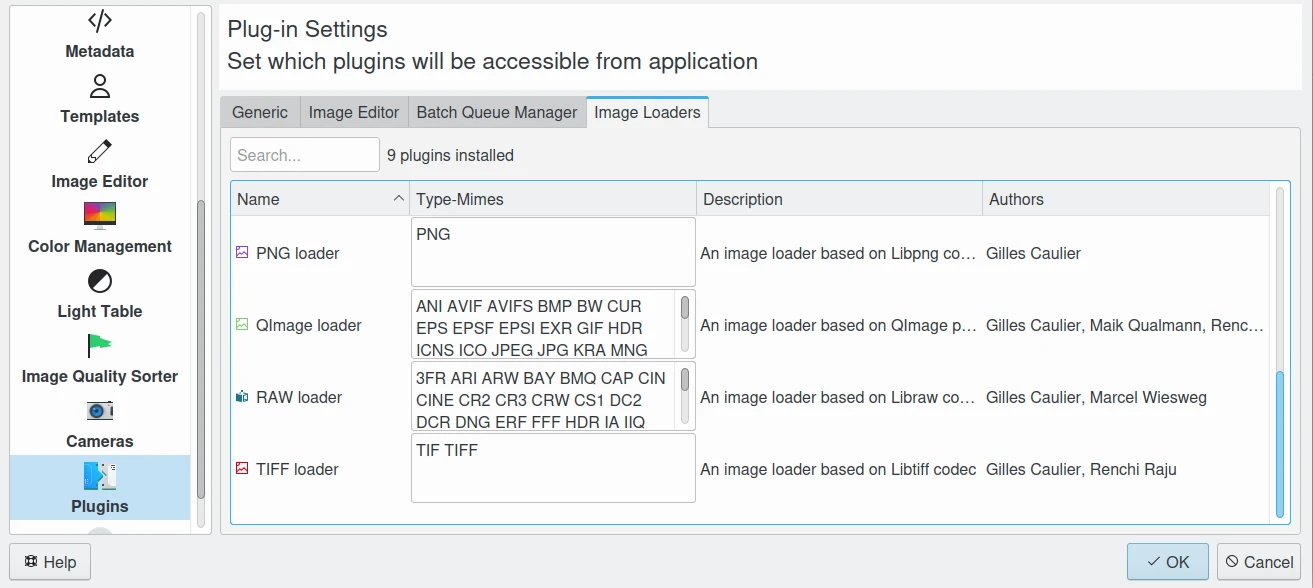 Metadata
Templates
Image Editor
Color Management
Light Table
Image Quality Sorter
Cameras
Plugins
Plug-in Settings
Set which plugins will be accessible from application
Generic Image Editor Batch Queue Manager Image Loaders
Search... 9 plugins installed
Name Type-Mimes Description Authors
PNG loader PNG An image loader based on Libpng co... Gilles Caulier
QImage loader An image loader based on QImage p... Gilles Caulier, Maik Qualmann, Renc...
ANI AVIF AVIFS BMP BW CUR
EPS EPSF EPSI EXR GIF HDR
ICNS ICO JPEG JPG KRA MNG
RAW loader An image loader based on Libraw co... Gilles Caulier, Marcel Wiesweg
3FR ARI ARW BAY BMQ CAP CIN
CINE CR2 CR3 CRW CS1 DC2
DCR DNG ERF FFF HDR IA IIQ
TIFF loader TIF TIFF An image loader based on Libtiff codec Gilles Caulier, Renchi Raju
Help OK Cancel